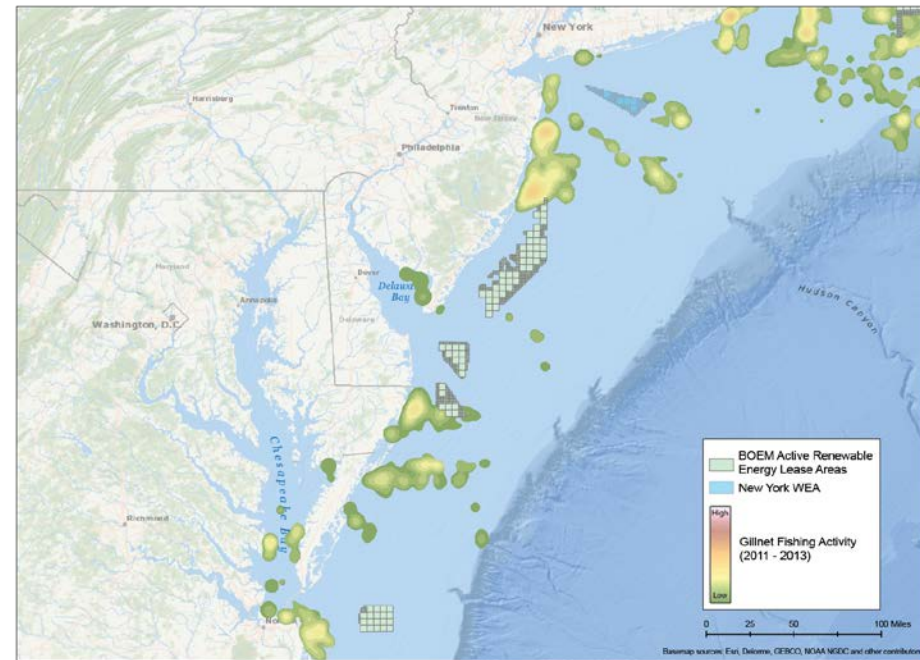 New York
Harrisburg
Trenton
New Jersey
Philadelphia
Maryland
Dover
Delaware
Bay
Annapolis
Delaware
Washington, D.C.
Hudson Canyon
Chesapeake Bay
Richmond
BOEM Active Renewable
Energy Lease Areas
New York WEA
High
Gillnet Fishing Activity
(2011 - 2013)
Low
0 25 50 100 Miles
Basemap sources: Esri, Delorme, GEBCO, NOAA NGDC and other contributors